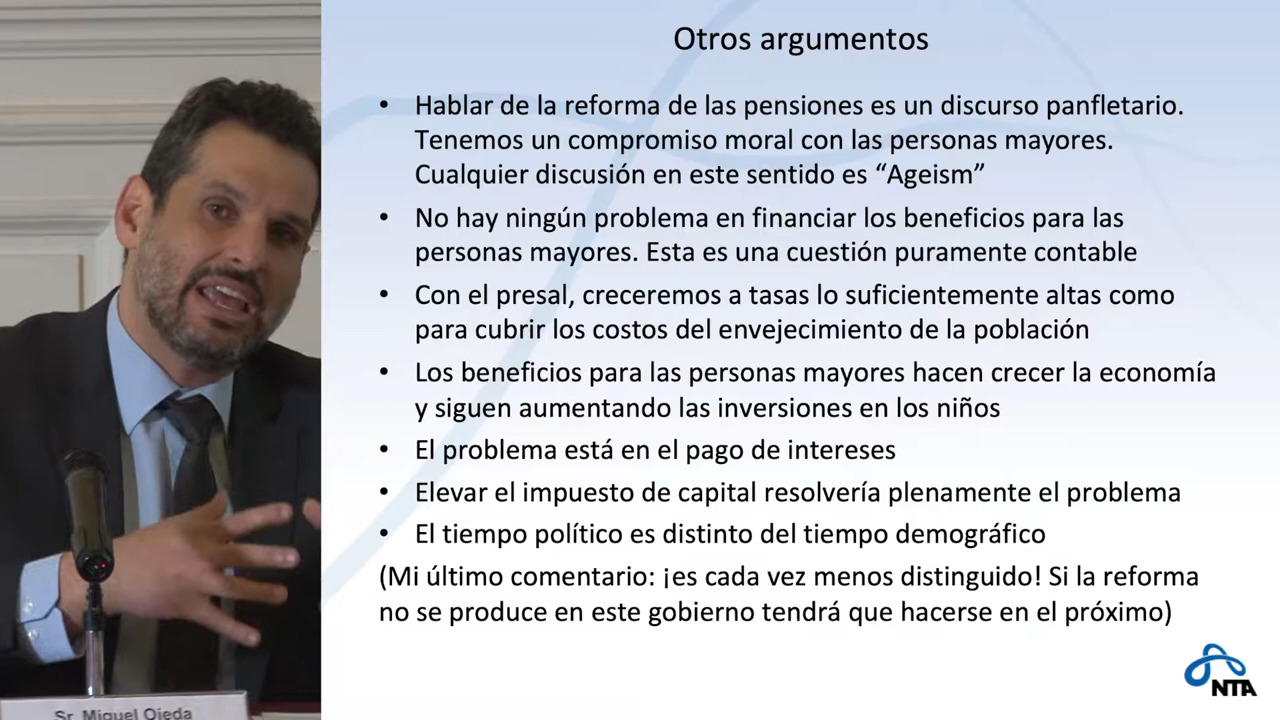 Otros argumentos
• Hablar de la reforma de las pensiones es un discurso panfletario.
Tenemos un compromiso moral con las personas mayores.
Cualquier discusión en este sentido es “Ageism”
• No hay ningún problema en financiar los beneficios para las
personas mayores. Esta es una cuestión puramente contable
• Con el presal, creceremos a tasas lo suficientemente altas como
para cubrir los costos del envejecimiento de la población
• Los beneficios para las personas mayores hacen crecer la economía
y siguen aumentando las inversiones en los niños
• El problema está en el pago de intereses
• Elevar el impuesto de capital resolvería plenamente el problema
• El tiempo político es distinto del tiempo demográfico
(Mi último comentario: ¡es cada vez menos distinguido! Si la reforma
no se produce en este gobierno tendrá que hacerse en el próximo)
NTA
Sr. Miguel Ojeda